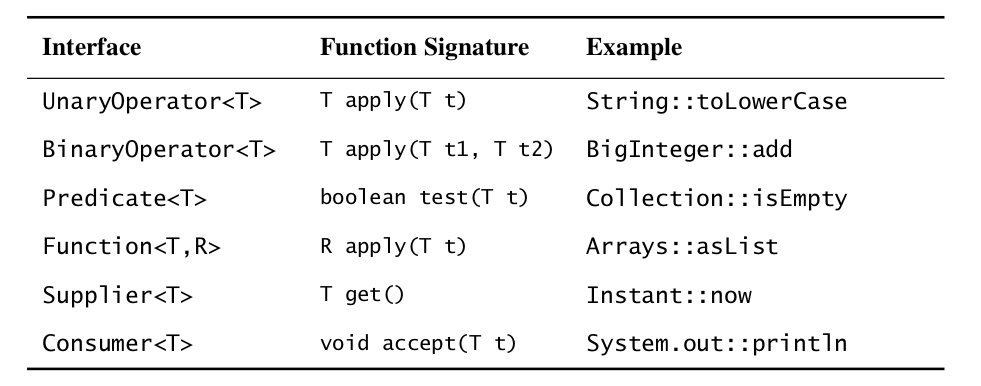 Interface Function Signature Example
UnaryOperator<T> T apply(T t) String::toLowerCase
BinaryOperator<T> T apply(T t1, T t2) BigInteger::add
Predicate<T> boolean test(T t) Collection::isEmpty
Function<T,R> R apply(T t) Arrays::asList
Supplier<T> T get() Instant::now
Consumer<T> void accept(T t) System.out::println